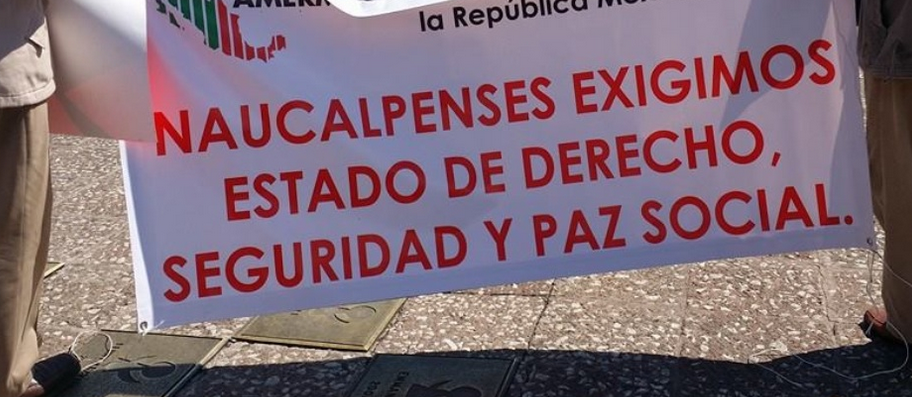 la República
NAUCALPENSES EXIGIMOS
ESTADO DE DERECHO,
SEGURIDAD Y PAZ SOCIAL.